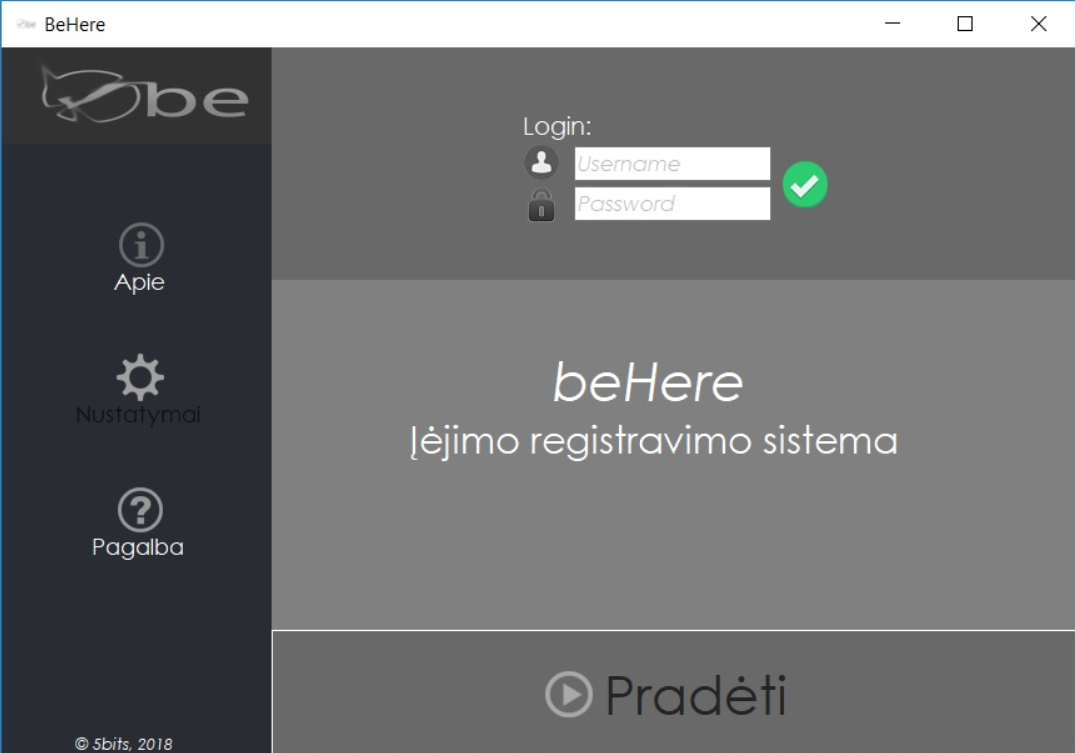 BeHere
be
Login:
Username
Password
Apie
Nustatymai
Pagalba
beHere
Įėjimo registravimo sistema
Pradėti
© 5bits, 2018